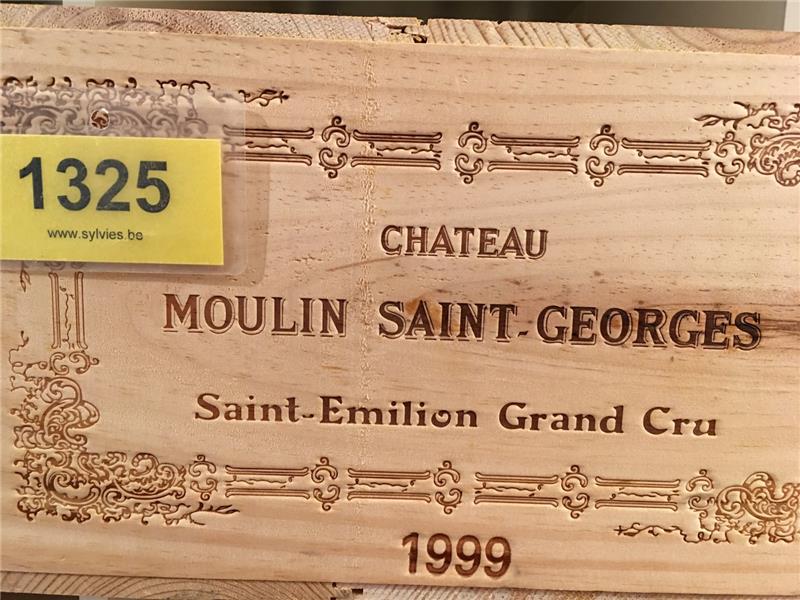 1325
www.sylvies.be
CHATEAU
MOULIN SAINT-GEORGES
Saint-Emilion Grand Cru
1999